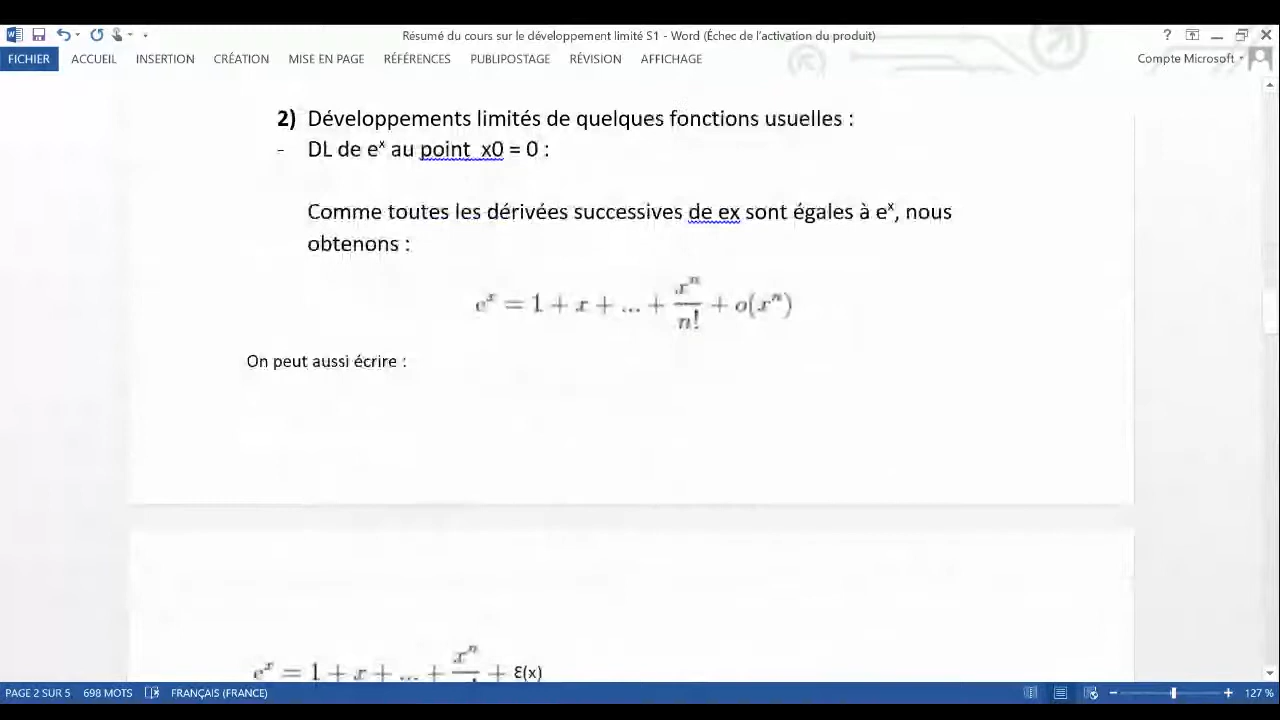 Résumé du cours sur le développement limité S1 - Word (Échec de l'activation du produit)
FICHIER ACCUEIL INSERTION CRÉATION MISE EN PAGE RÉFÉRENCES PUBLIPOSTAGE RÉVISION AFFICHAGE Compte Microsoft
2) Développements limités de quelques fonctions usuelles :
- DL de eˣ au point x0 = 0 :
Comme toutes les dérivées successives de ex sont égales à eˣ, nous
obtenons :
eˣ = 1 + x + ... + xⁿ/n! + o(xⁿ)
On peut aussi écrire :
eˣ = 1 + x + ... + xⁿ + Ɛ(x)
PAGE 2 SUR 5 698 MOTS FRANÇAIS (FRANCE) 127 %